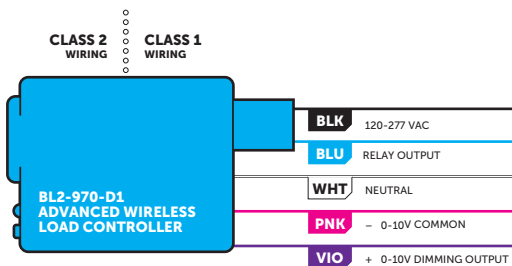 CLASS 2
WIRING
CLASS 1
WIRING
BLK 120-277 VAC
BLU RELAY OUTPUT
WHT NEUTRAL
BL2-970-D1
ADVANCED WIRELESS
LOAD CONTROLLER
PNK – 0-10V COMMON
VIO + 0-10V DIMMING OUTPUT